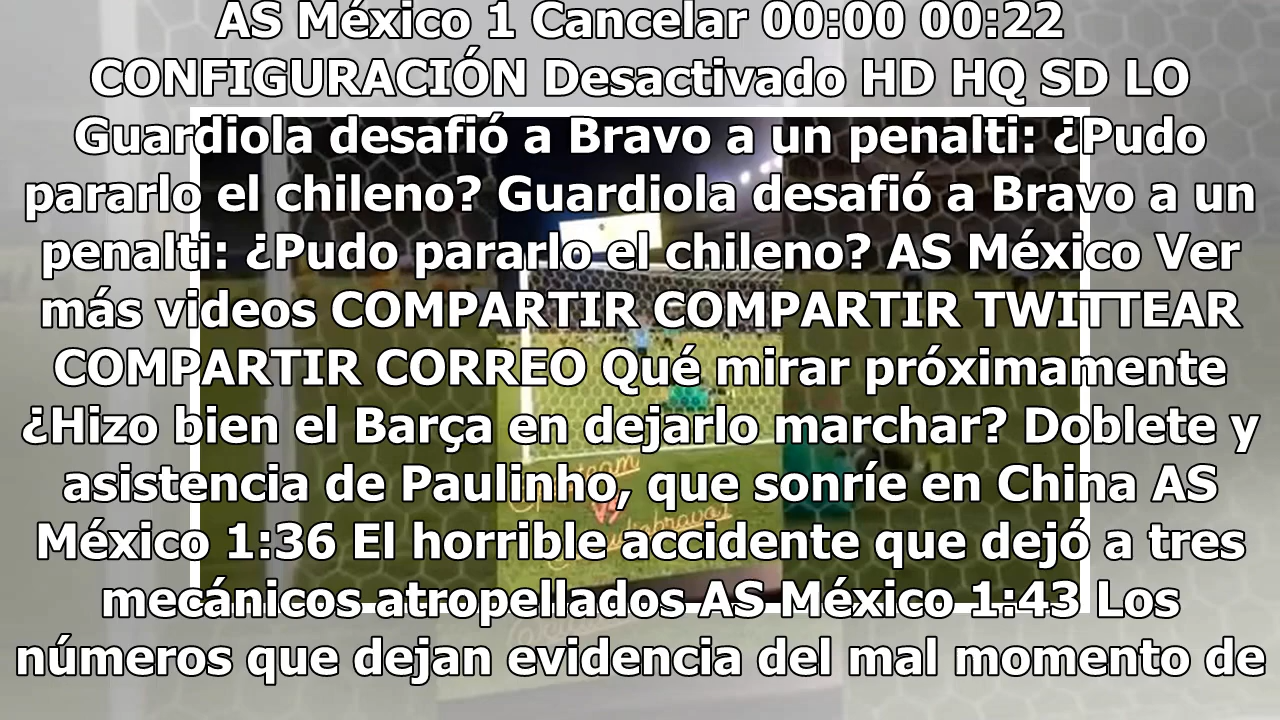 AS México 1 Cancelar 00:00 00:22
CONFIGURACIÓN Desactivado HD HQ SD LO
Guardiola desafió a Bravo a un penalti: ¿Pudo
pararlo el chileno? Guardiola desafió a Bravo a un
penalti: ¿Pudo pararlo el chileno? AS México Ver
más videos COMPARTIR COMPARTIR TWITTEAR
COMPARTIR CORREO Qué mirar próximamente
¿Hizo bien el Barça en dejarlo marchar? Doblete y
asistencia de Paulinho, que sonríe en China AS
México 1:36 El horrible accidente que dejó a tres
mecánicos atropellados AS México 1:43 Los
números que dejan evidencia del mal momento de